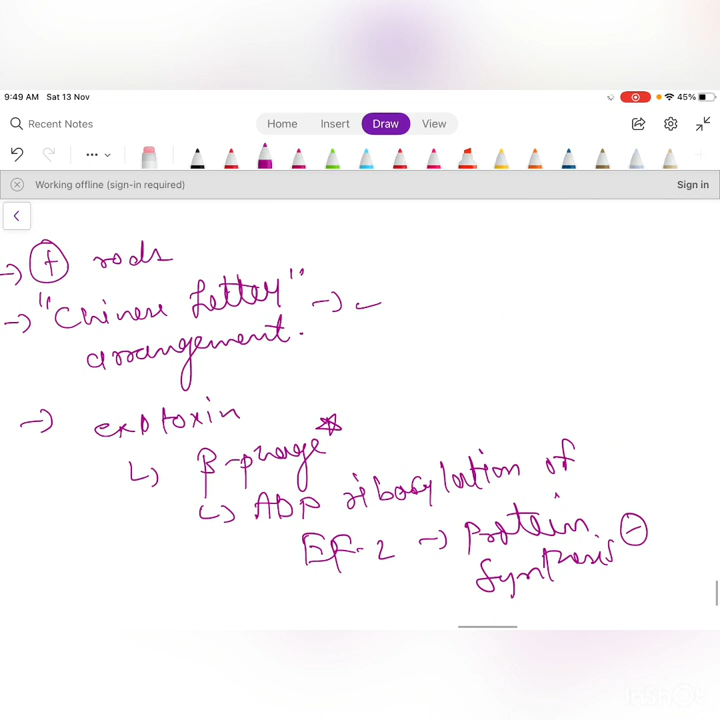 9:49 AM Sat 13 Nov
45%
Recent Notes
Home Insert Draw View
Working offline (sign-in required) Sign in
→ + rods
→ "Chinese Letter" →
arrangement.
→ exotoxin
↳ β-phage*
↳ ADP ribosylation of
EF-2 → Protein
Synthesis ⊖